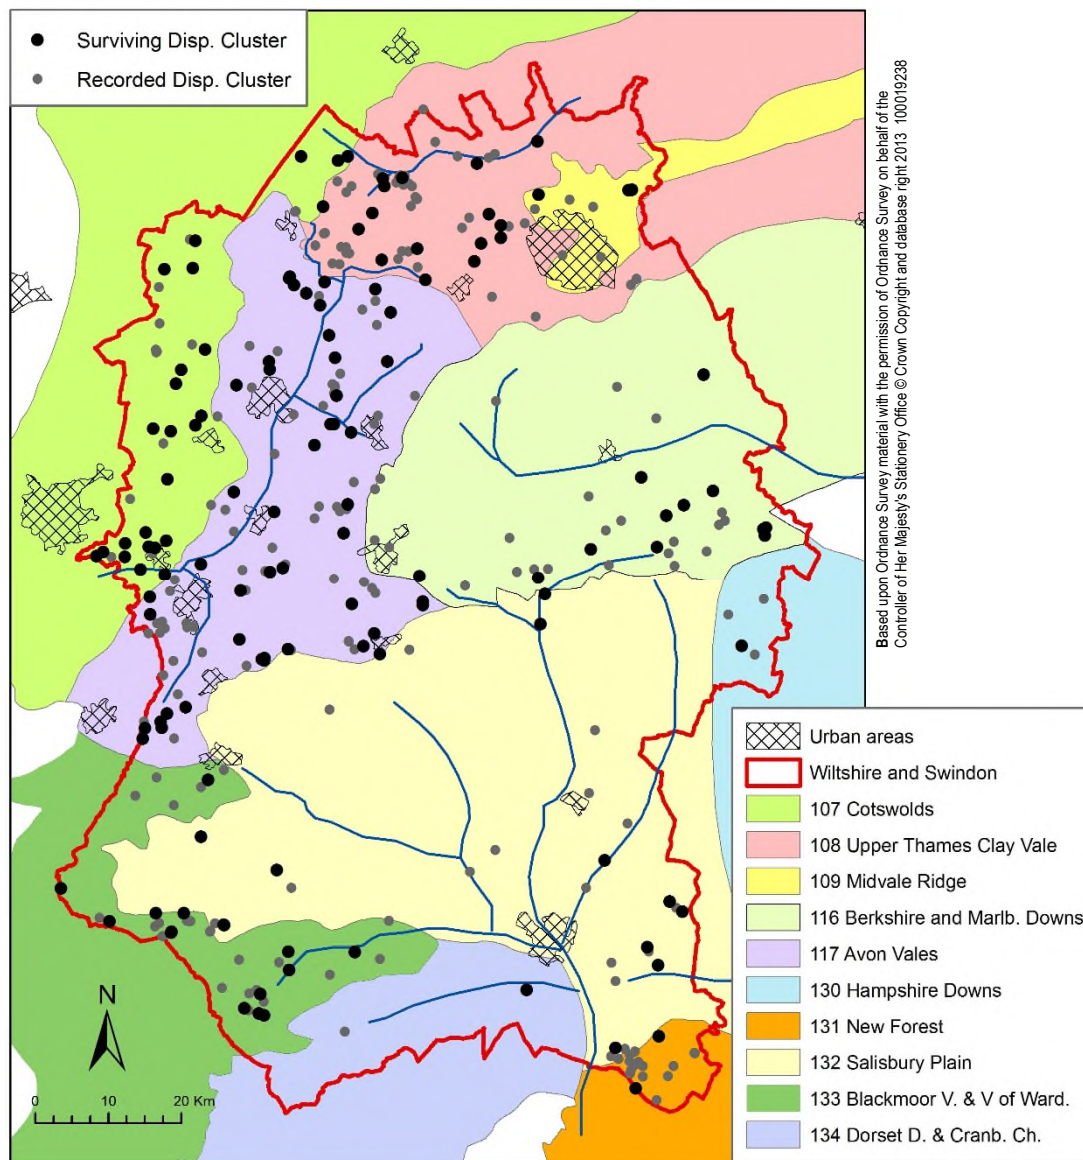 Surviving Disp. Cluster
Recorded Disp. Cluster
Based upon Ordnance Survey material with the permission of Ordnance Survey on behalf of the
Controller of Her Majesty's Stationery Office © Crown Copyright and database right 2013 100019238
Urban areas
Wiltshire and Swindon
107 Cotswolds
108 Upper Thames Clay Vale
109 Midvale Ridge
116 Berkshire and Marlb. Downs
117 Avon Vales
130 Hampshire Downs
131 New Forest
132 Salisbury Plain
133 Blackmoor V. & V of Ward.
134 Dorset D. & Cranb. Ch.
N
0 10 20 Km